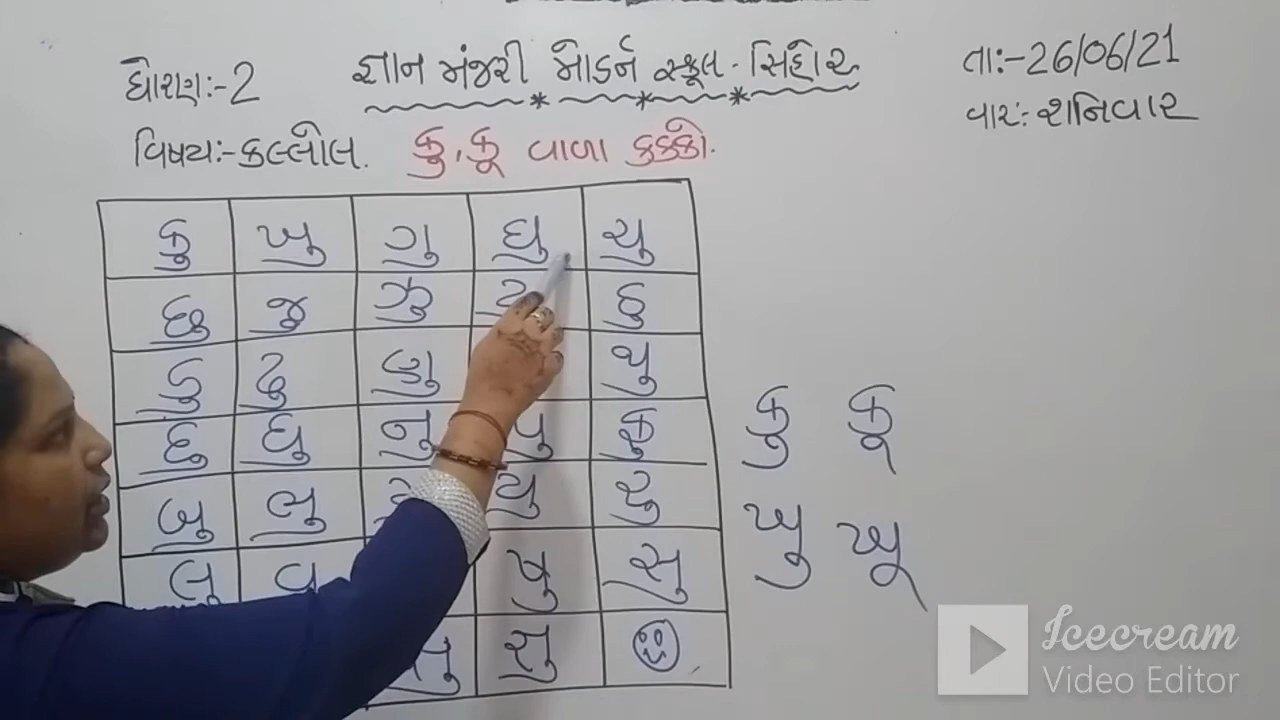 ધોરણ:-2 જ્ઞાન મંજરી મોડર્ન સ્કૂલ - સિહોર તા:-26/06/21
વાર:- શનિવાર
વિષય:- કલ્લોલ. કુ, કૂ વાળા કક્કો.
કુ ખુ ગુ ઘુ ચુ
છુ જુ ઝુ ઠુ
ડુ ઢુ ણુ થુ
દુ ધુ નુ પુ ફુ
બુ ભુ યુ રુ
લુ ષુ સુ
કુ કૂ
ખુ ખૂ
Icecream
Video Editor